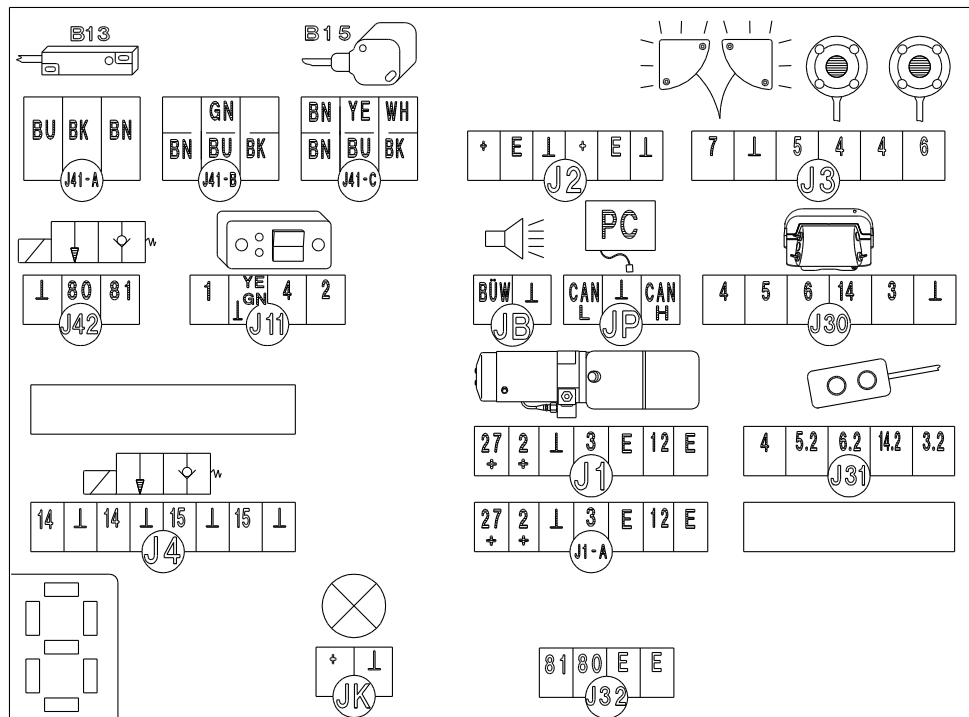 B13
B15
BU BK BN
J41-A
GN
BN BU BK
J41-B
BN YE WH
BN BU BK
J41-C
+ E ⊥ + E ⊥
J2
7 ⊥ 5 4 4 6
J3
⊥ 80 81
J42
1 ⊥ YE GN 4 2
J11
BÜW ⊥
JB
PC
CAN L ⊥ CAN H
JP
4 5 6 14 3 ⊥
J30
27 + 2 + ⊥ 3 E 12 E
J1
4 5.2 6.2 14.2 3.2
J31
14 ⊥ 14 ⊥ 15 ⊥ 15 ⊥
J4
27 + 2 + ⊥ 3 E 12 E
J1-A
+ ⊥
JK
81 80 E E
J32